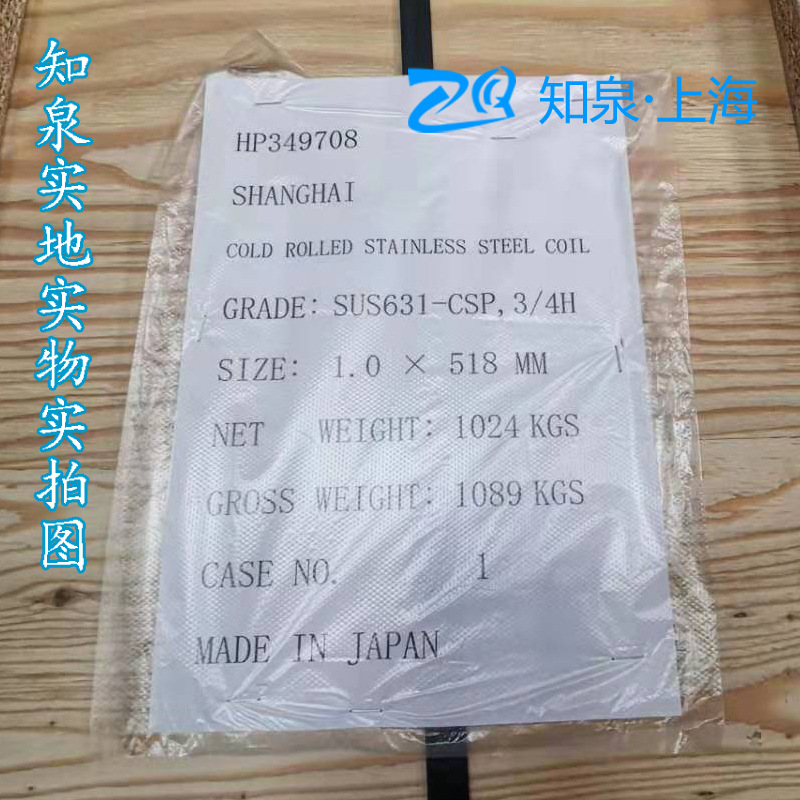 知泉实地实物实拍图
ZQ 知泉·上海
HP349708
SHANGHAI
COLD ROLLED STAINLESS STEEL COIL
GRADE: SUS631-CSP, 3/4H
SIZE: 1.0 × 518 MM
NET WEIGHT: 1024 KGS
GROSS WEIGHT: 1089 KGS
CASE NO. 1
MADE IN JAPAN